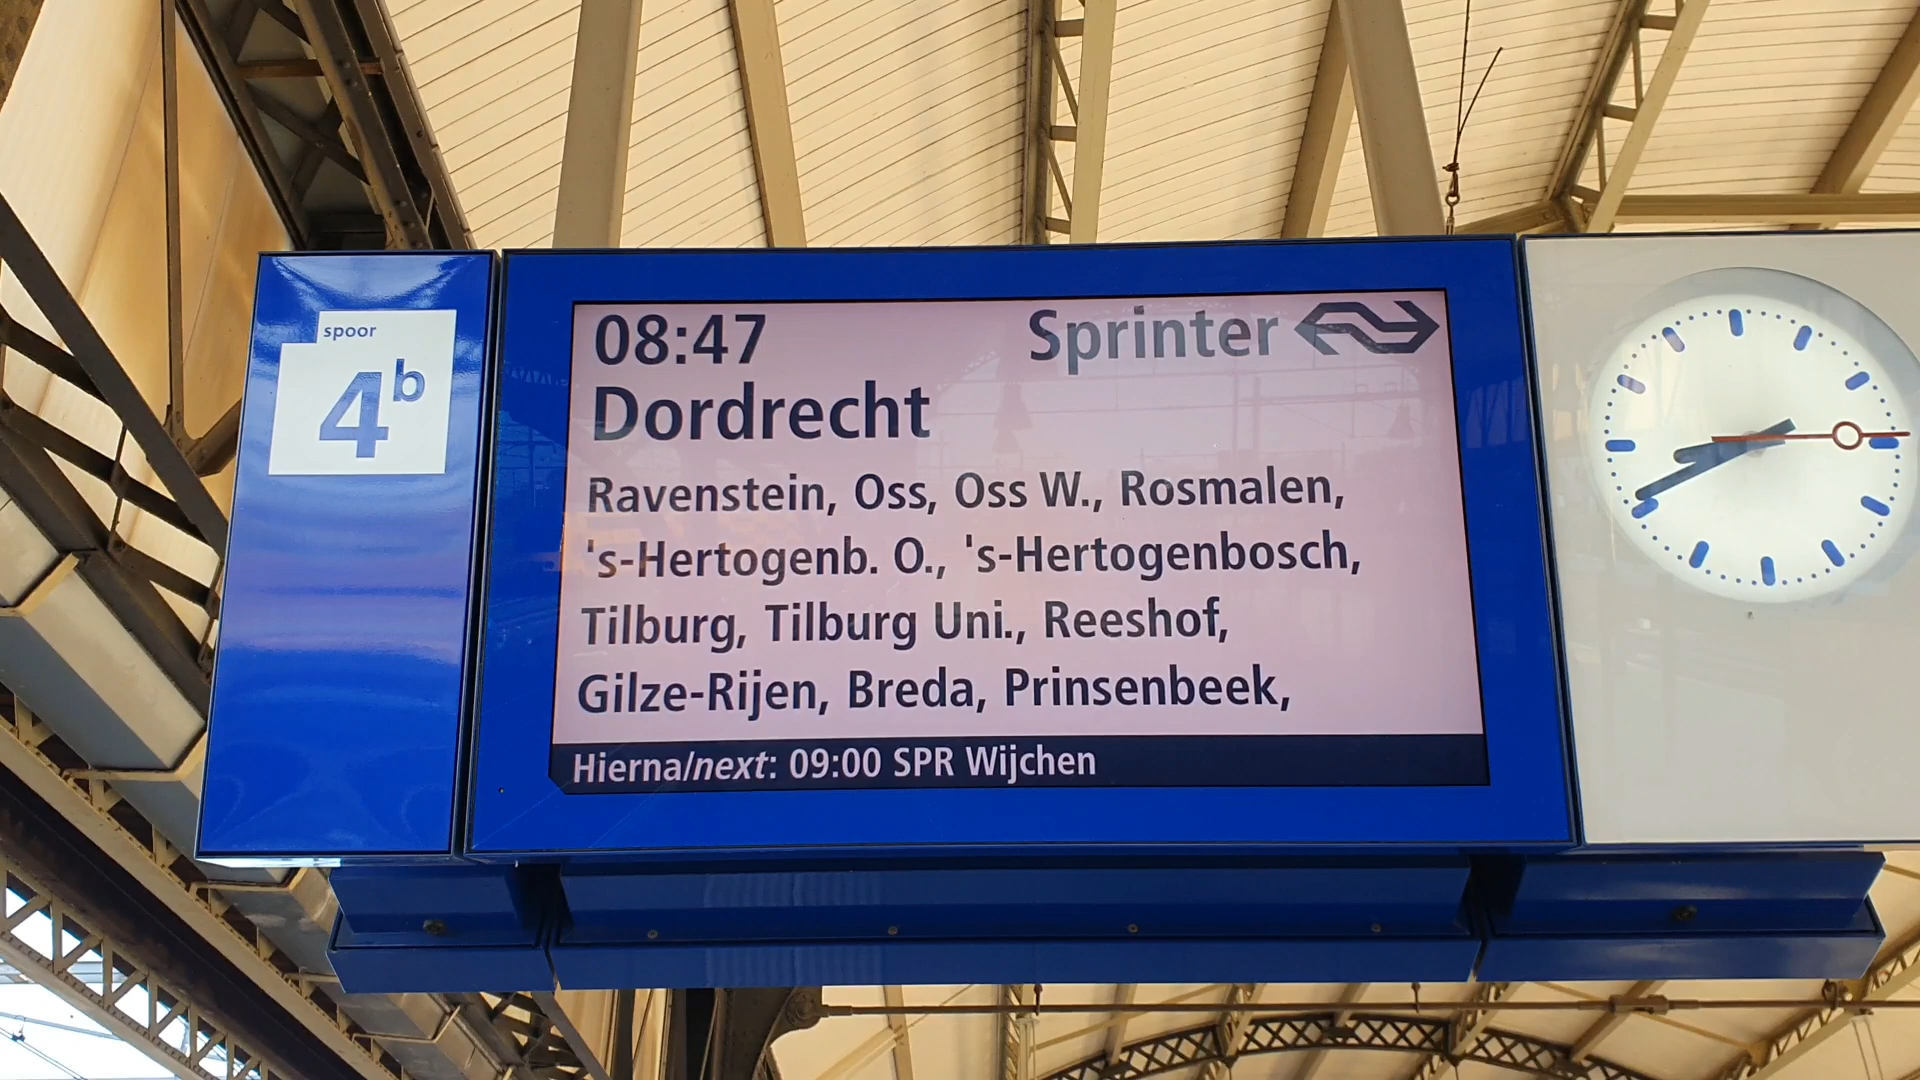 spoor
4b
08:47 Sprinter
Dordrecht
Ravenstein, Oss, Oss W., Rosmalen,
's-Hertogenb. O., 's-Hertogenbosch,
Tilburg, Tilburg Uni., Reeshof,
Gilze-Rijen, Breda, Prinsenbeek,
Hierna/next: 09:00 SPR Wijchen